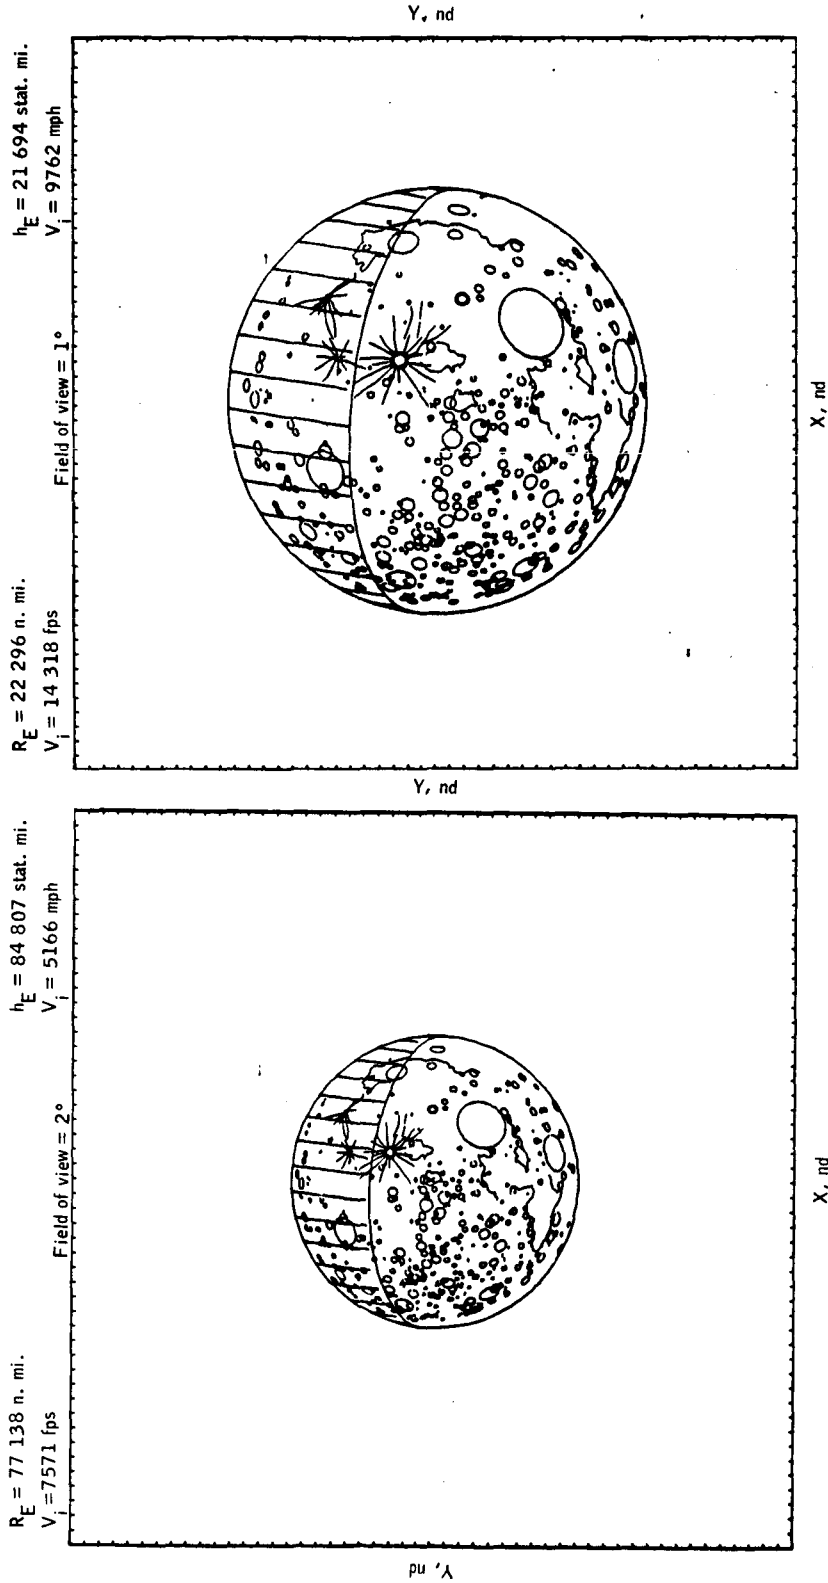 R_E = 77 138 n. mi. h_E = 84 807 stat. mi.
V_i = 7571 fps V_i = 5166 mph
Field of view = 2°
Y, nd
X, nd
R_E = 22 296 n. mi. h_E = 21 694 stat. mi.
V_i = 14 318 fps V_i = 9762 mph
Field of view = 1°
Y, nd
X, nd
Y, nd